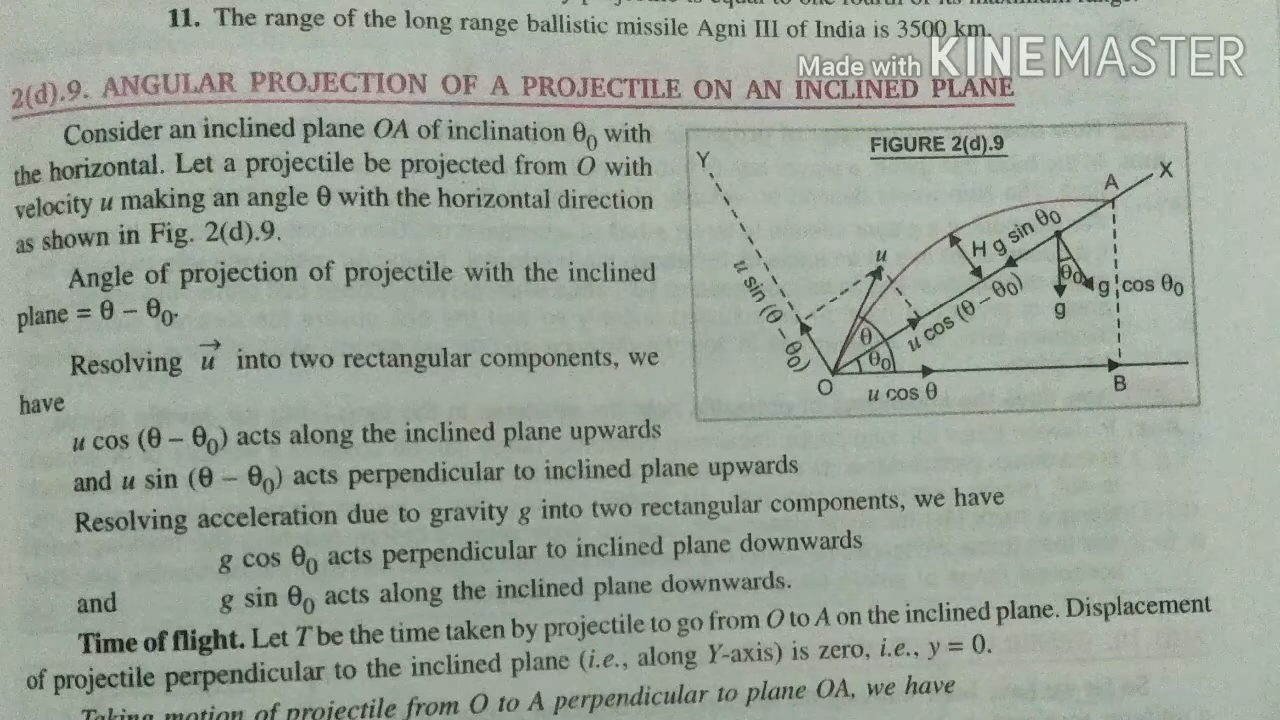 11. The range of the long range ballistic missile Agni III of India is 3500 km.
Made with KINEMASTER
2(d).9. ANGULAR PROJECTION OF A PROJECTILE ON AN INCLINED PLANE
Consider an inclined plane OA of inclination θ₀ with
the horizontal. Let a projectile be projected from O with
velocity u making an angle θ with the horizontal direction
as shown in Fig. 2(d).9.
Angle of projection of projectile with the inclined
plane = θ – θ₀.
Resolving u⃗ into two rectangular components, we
have
u cos (θ – θ₀) acts along the inclined plane upwards
and u sin (θ – θ₀) acts perpendicular to inclined plane upwards
Resolving acceleration due to gravity g into two rectangular components, we have
g cos θ₀ acts perpendicular to inclined plane downwards
and g sin θ₀ acts along the inclined plane downwards.
Time of flight. Let T be the time taken by projectile to go from O to A on the inclined plane. Displacement
of projectile perpendicular to the inclined plane (i.e., along Y-axis) is zero, i.e., y = 0.
Taking motion of projectile from O to A perpendicular to plane OA, we have
FIGURE 2(d).9
Y
X
A
u
H
g sin θ₀
u sin (θ – θ₀)
u cos (θ – θ₀)
θ₀
g
g cos θ₀
θ
θ₀
O
u cos θ
B